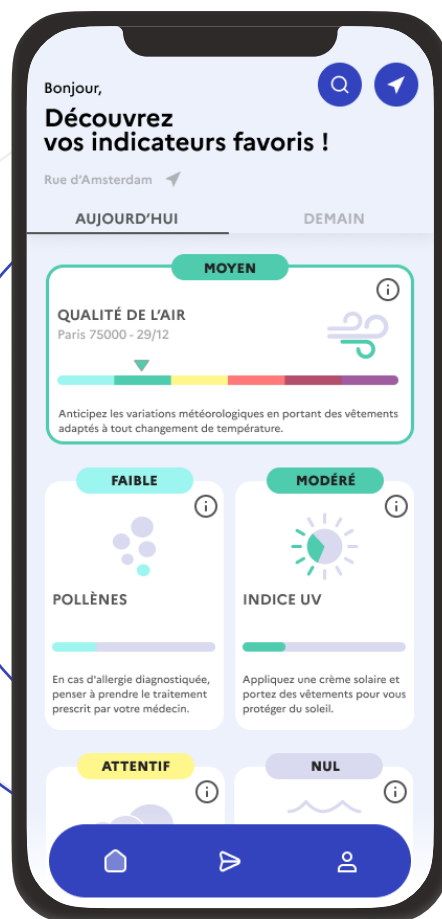 Bonjour,
Découvrez
vos indicateurs favoris !
Rue d'Amsterdam
AUJOURD'HUI
DEMAIN
MOYEN
QUALITÉ DE L'AIR
Paris 75000 - 29/12
Anticipez les variations météorologiques en portant des vêtements
adaptés à tout changement de température.
FAIBLE
POLLÈNES
En cas d'allergie diagnostiquée,
penser à prendre le traitement
prescrit par votre médecin.
MODÉRÉ
INDICE UV
Appliquez une crème solaire et
portez des vêtements pour vous
protéger du soleil.
ATTENTIF
NUL